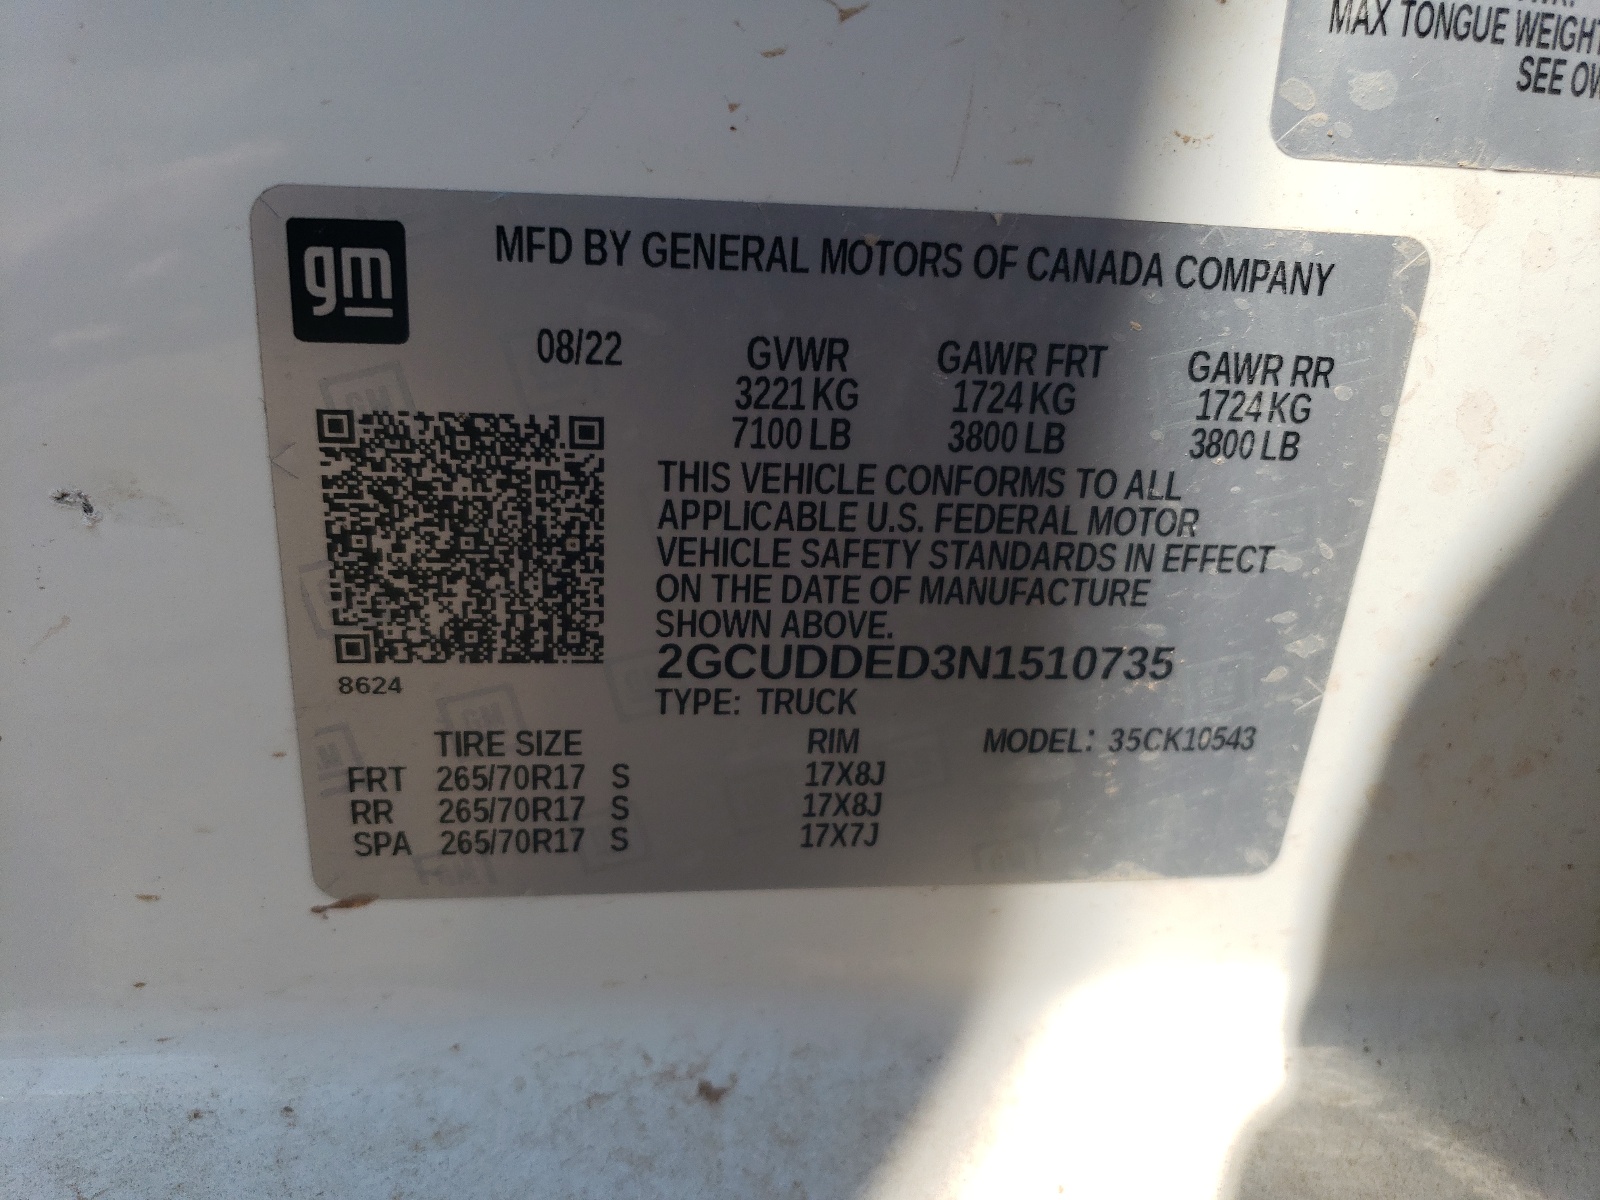 MAX TONGUE WEIGHT
SEE
gm
MFD BY GENERAL MOTORS OF CANADA COMPANY
08/22 GVWR GAWR FRT GAWR RR
3221 KG 1724 KG 1724 KG
7100 LB 3800 LB 3800 LB
THIS VEHICLE CONFORMS TO ALL
APPLICABLE U.S. FEDERAL MOTOR
VEHICLE SAFETY STANDARDS IN EFFECT
ON THE DATE OF MANUFACTURE
SHOWN ABOVE.
2GCUDDED3N1510735
8624
TYPE: TRUCK
TIRE SIZE RIM MODEL: 35CK10543
FRT 265/70R17 S 17X8J
RR 265/70R17 S 17X8J
SPA 265/70R17 S 17X7J